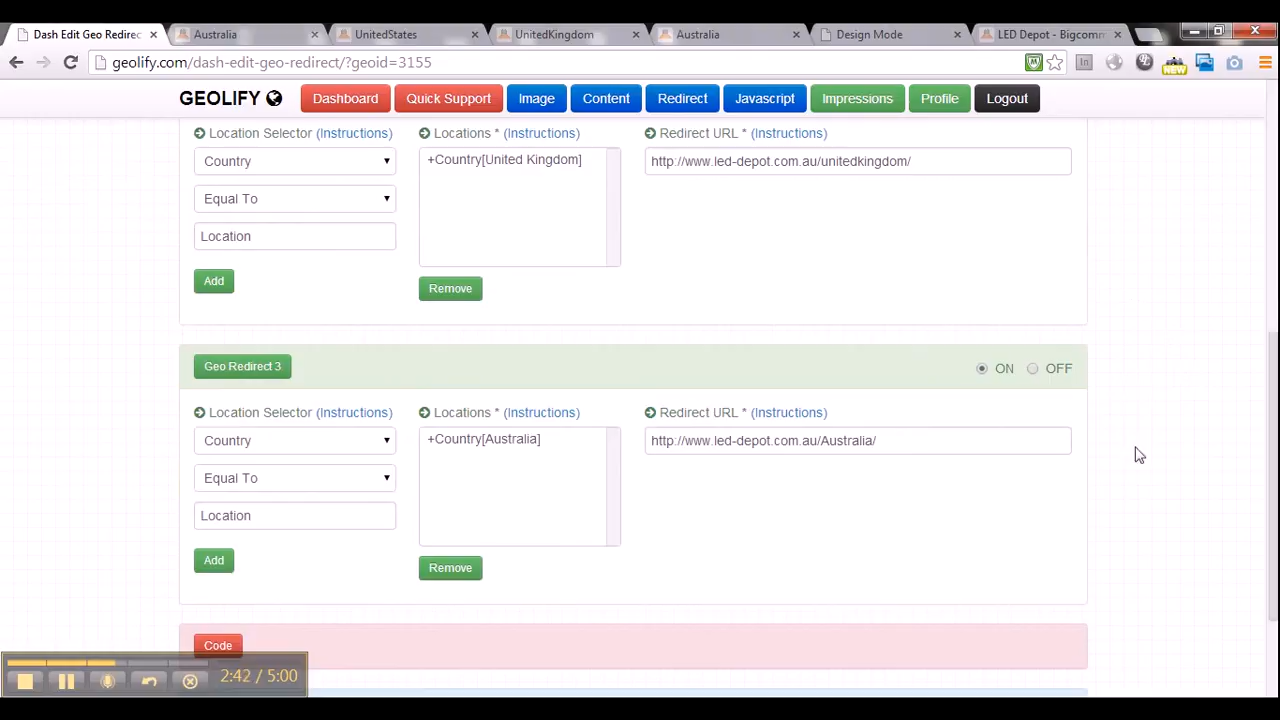 Dash Edit Geo Redirec
Australia
UnitedStates
UnitedKingdom
Australia
Design Mode
LED Depot - Bigcomm
geolify.com/dash-edit-geo-redirect/?geoid=3155
NEW
GEOLIFY Dashboard Quick Support Image Content Redirect Javascript Impressions Profile Logout
Location Selector (Instructions) Locations * (Instructions) Redirect URL * (Instructions)
Country +Country[United Kingdom] http://www.led-depot.com.au/unitedkingdom/
Equal To
Location
Add Remove
Geo Redirect 3 ON OFF
Location Selector (Instructions) Locations * (Instructions) Redirect URL * (Instructions)
Country +Country[Australia] http://www.led-depot.com.au/Australia/
Equal To
Location
Add Remove
Code
2:42 / 5:00